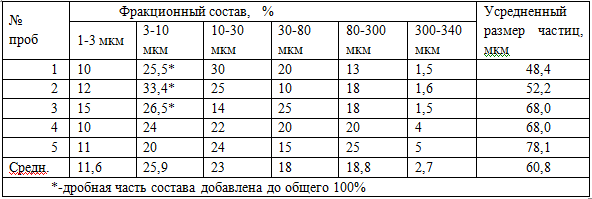 № проб Фракционный состав, % Усредненный размер частиц, мкм
1-3 мкм 3-10 мкм 10-30 мкм 30-80 мкм 80-300 мкм 300-340 мкм
1 10 25,5* 30 20 13 1,5 48,4
2 12 33,4* 25 10 18 1,6 52,2
3 15 26,5* 14 25 18 1,5 68,0
4 10 24 22 20 20 4 68,0
5 11 20 24 15 25 5 78,1
Средн. 11,6 25,9 23 18 18,8 2,7 60,8
*-дробная часть состава добавлена до общего 100%